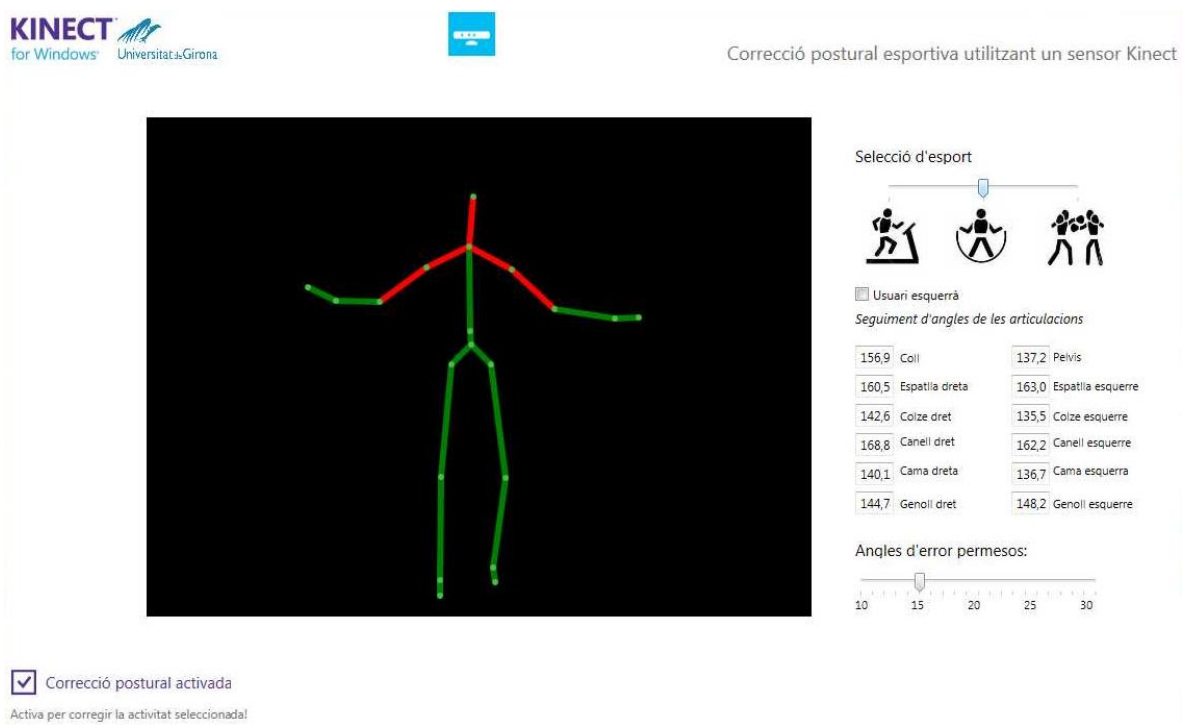 KINECT
for Windows
Universitat de Girona
Correcció postural esportiva utilitzant un sensor Kinect
Selecció d'esport
Usuari esquerrà
Seguiment d'angles de les articulacions
156,9 Coll 137,2 Pelvis
160,5 Espatlla dreta 163,0 Espatlla esquerre
142,6 Colze dret 135,5 Colze esquerre
168,8 Canell dret 162,2 Canell esquerre
140,1 Cama dreta 136,7 Cama esquerra
144,7 Genoll dret 148,2 Genoll esquerre
Angles d'error permesos:
10 15 20 25 30
Correcció postural activada
Activa per corregir la activitat seleccionada!